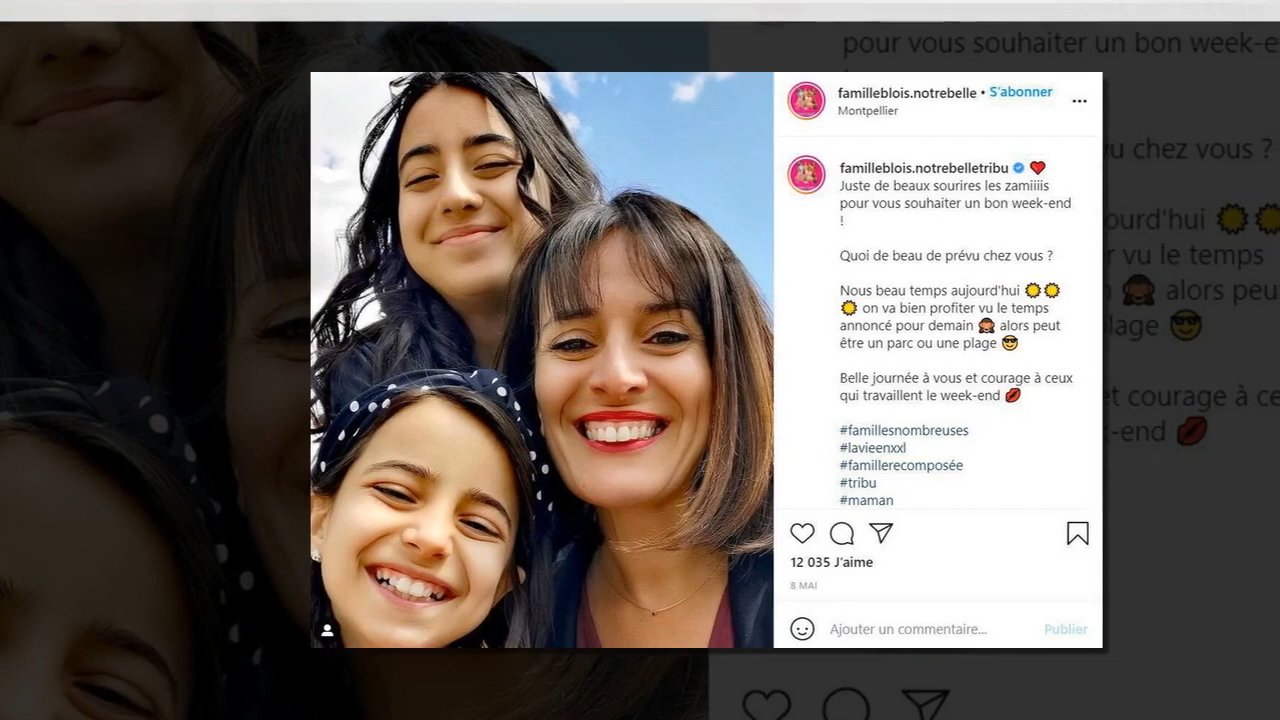 familleblois.notrebelle • S'abonner
Montpellier
familleblois.notrebelletribu ❤️
Juste de beaux sourires les zamiiiis
pour vous souhaiter un bon week-end
!
Quoi de beau de prévu chez vous ?
Nous beau temps aujourd'hui 🌞🌞
🌞 on va bien profiter vu le temps
annoncé pour demain 🙈 alors peut
être un parc ou une plage 😎
Belle journée à vous et courage à ceux
qui travaillent le week-end 💋
#famillesnombreuses
#lavieenxxl
#famillerecomposée
#tribu
#maman
12 035 J'aime
8 MAI
Ajouter un commentaire...
Publier
pour vous souhaiter un bon week-e
chez vous ?
ourd'hui
vu le temps
alors peu
lage
et courage à ce
-end